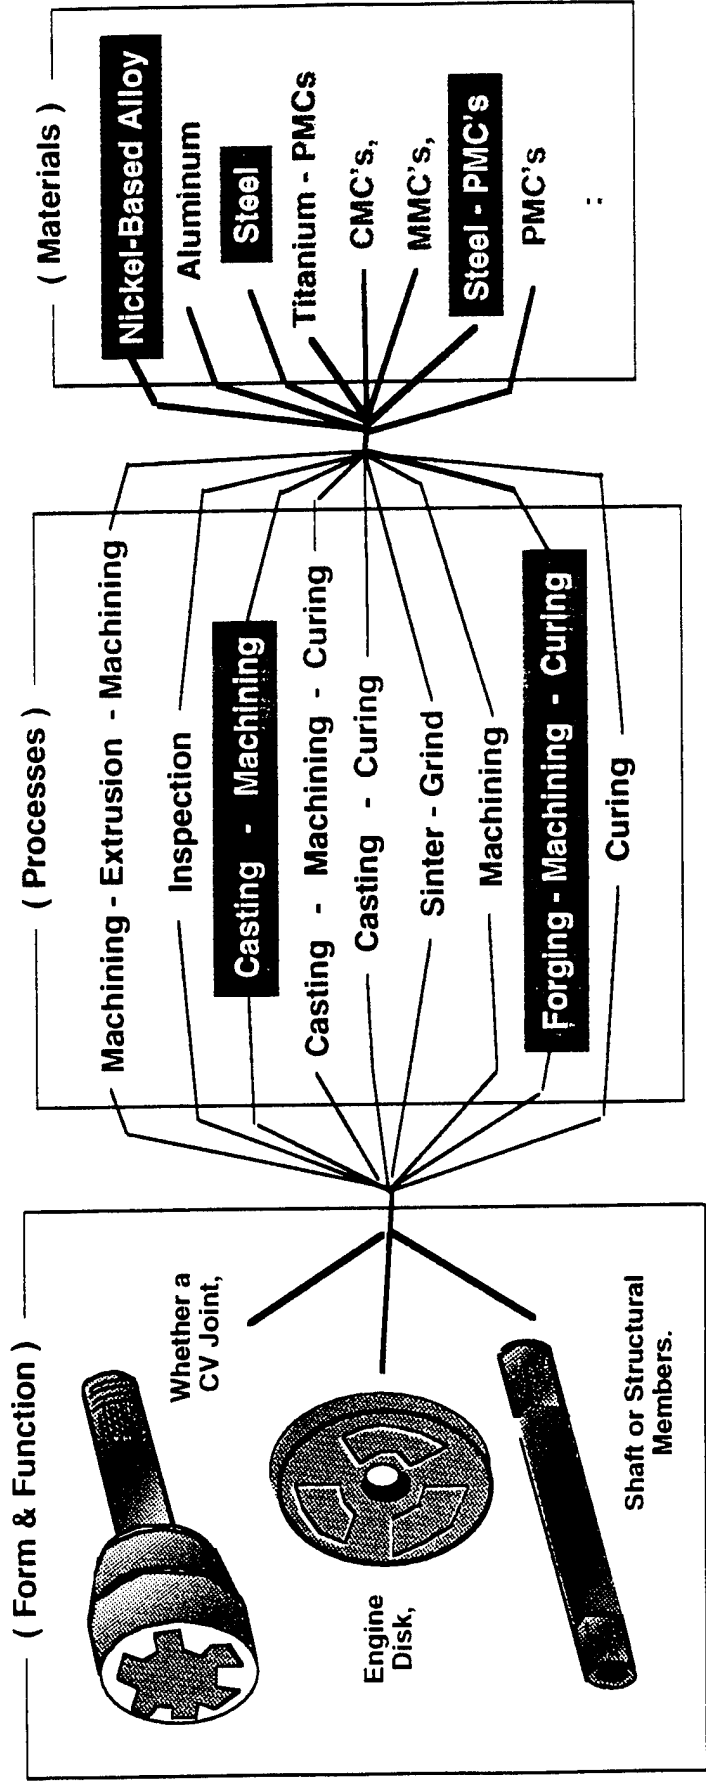 ( Form & Function )
Whether a
CV Joint,
Engine
Disk,
Shaft or Structural
Members.
( Processes )
Machining - Extrusion - Machining
Inspection
Casting - Machining
Casting - Machining - Curing
Casting - Curing
Sinter - Grind
Machining
Forging - Machining - Curing
Curing
( Materials )
Nickel-Based Alloy
Aluminum
Steel
Titanium - PMCs
CMC's,
MMC's,
Steel - PMC's
PMC's
: